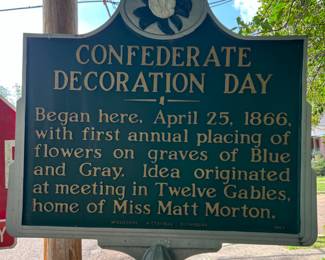 CONFEDERATE
DECORATION DAY
Began here, April 25, 1866,
with first annual placing of
flowers on graves of Blue
and Gray. Idea originated
at meeting in Twelve Gables,
home of Miss Matt Morton.